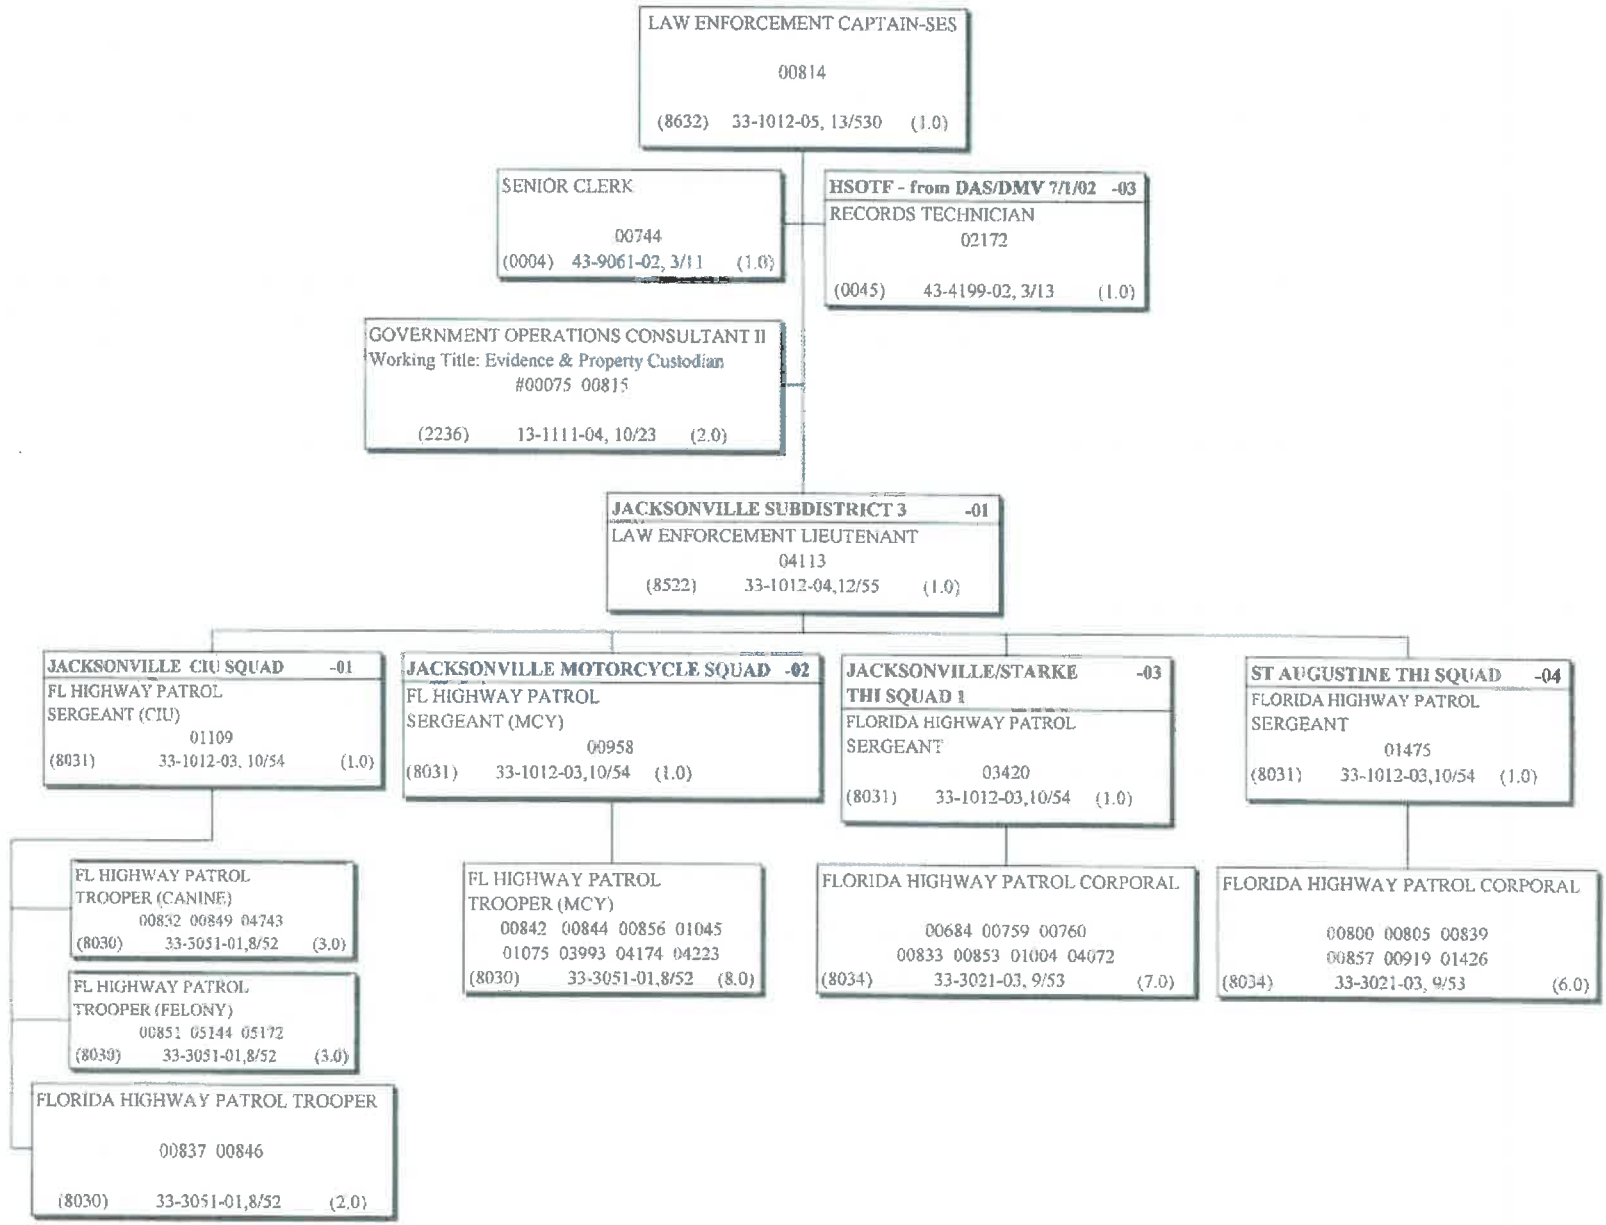 LAW ENFORCEMENT CAPTAIN-SES
00814
(8632) 33-1012-05, 13/530 (1.0)
SENIOR CLERK
00744
(0004) 43-9061-02, 3/11 (1.0)
HSOTF - from DAS/DMV 7/1/02 -03
RECORDS TECHNICIAN
02172
(0045) 43-4199-02, 3/13 (1.0)
GOVERNMENT OPERATIONS CONSULTANT II
Working Title: Evidence & Property Custodian
#00075 00815
(2236) 13-1111-04, 10/23 (2.0)
JACKSONVILLE SUBDISTRICT 3 -01
LAW ENFORCEMENT LIEUTENANT
04113
(8522) 33-1012-04,12/55 (1.0)
JACKSONVILLE CIU SQUAD -01
FL HIGHWAY PATROL
SERGEANT (CIU)
01109
(8031) 33-1012-03, 10/54 (1.0)
JACKSONVILLE MOTORCYCLE SQUAD -02
FL HIGHWAY PATROL
SERGEANT (MCY)
00958
(8031) 33-1012-03,10/54 (1.0)
JACKSONVILLE/STARKE -03
THI SQUAD 1
FLORIDA HIGHWAY PATROL
SERGEANT
03420
(8031) 33-1012-03,10/54 (1.0)
ST AUGUSTINE THI SQUAD -04
FLORIDA HIGHWAY PATROL
SERGEANT
01475
(8031) 33-1012-03,10/54 (1.0)
FL HIGHWAY PATROL
TROOPER (CANINE)
00832 00849 04743
(8030) 33-3051-01,8/52 (3.0)
FL HIGHWAY PATROL
TROOPER (FELONY)
00851 05144 05172
(8030) 33-3051-01,8/52 (3.0)
FLORIDA HIGHWAY PATROL TROOPER
00837 00846
(8030) 33-3051-01,8/52 (2.0)
FL HIGHWAY PATROL
TROOPER (MCY)
00842 00844 00856 01045
01075 03993 04174 04223
(8030) 33-3051-01,8/52 (8.0)
FLORIDA HIGHWAY PATROL CORPORAL
00684 00759 00760
00833 00853 01004 04072
(8034) 33-3021-03, 9/53 (7.0)
FLORIDA HIGHWAY PATROL CORPORAL
00800 00805 00839
00857 00919 01426
(8034) 33-3021-03, 9/53 (6.0)